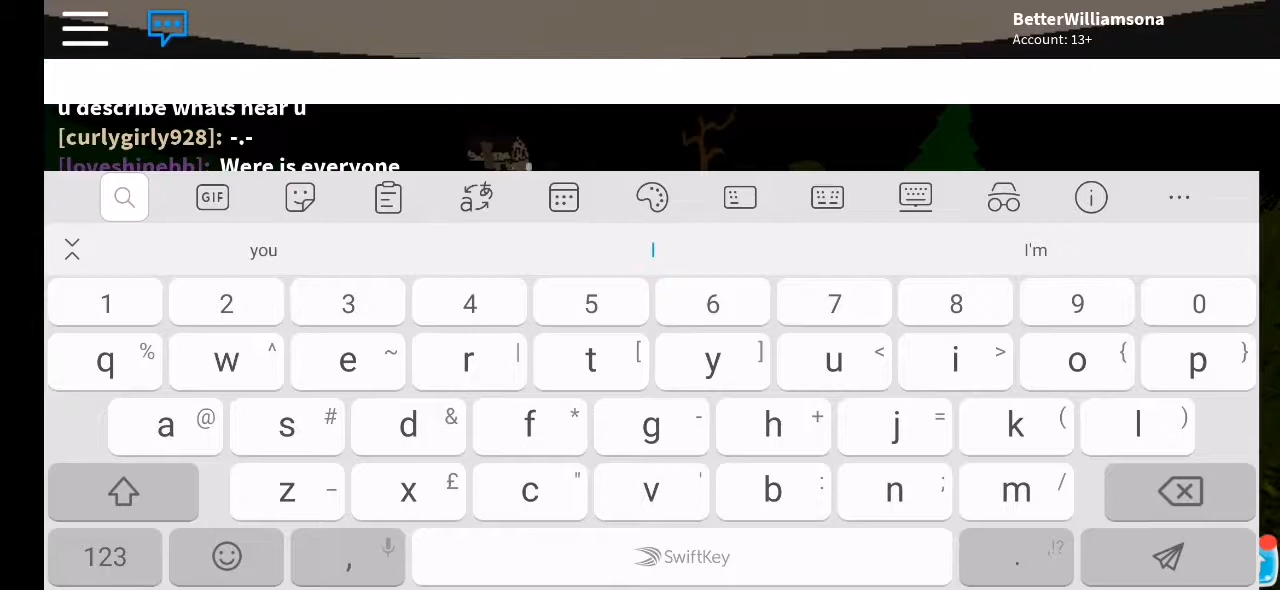 BetterWilliamsona
Account: 13+
u describe whats near u
[curlygirly928]: -.-
[loveshinebb]: Were is everyone
GIF
you I I'm
1 2 3 4 5 6 7 8 9 0
q % w ^ e ~ r | t [ y ] u < i > o { p }
a @ s # d & f * g - h + j = k ( l )
z _ x £ c " v ' b : n ; m /
123 , SwiftKey . ,!?